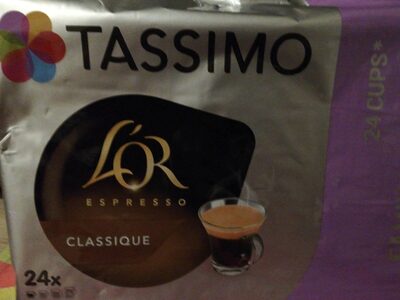 TASSIMO
L'OR
ESPRESSO
CLASSIQUE
24x
24 CUPS*